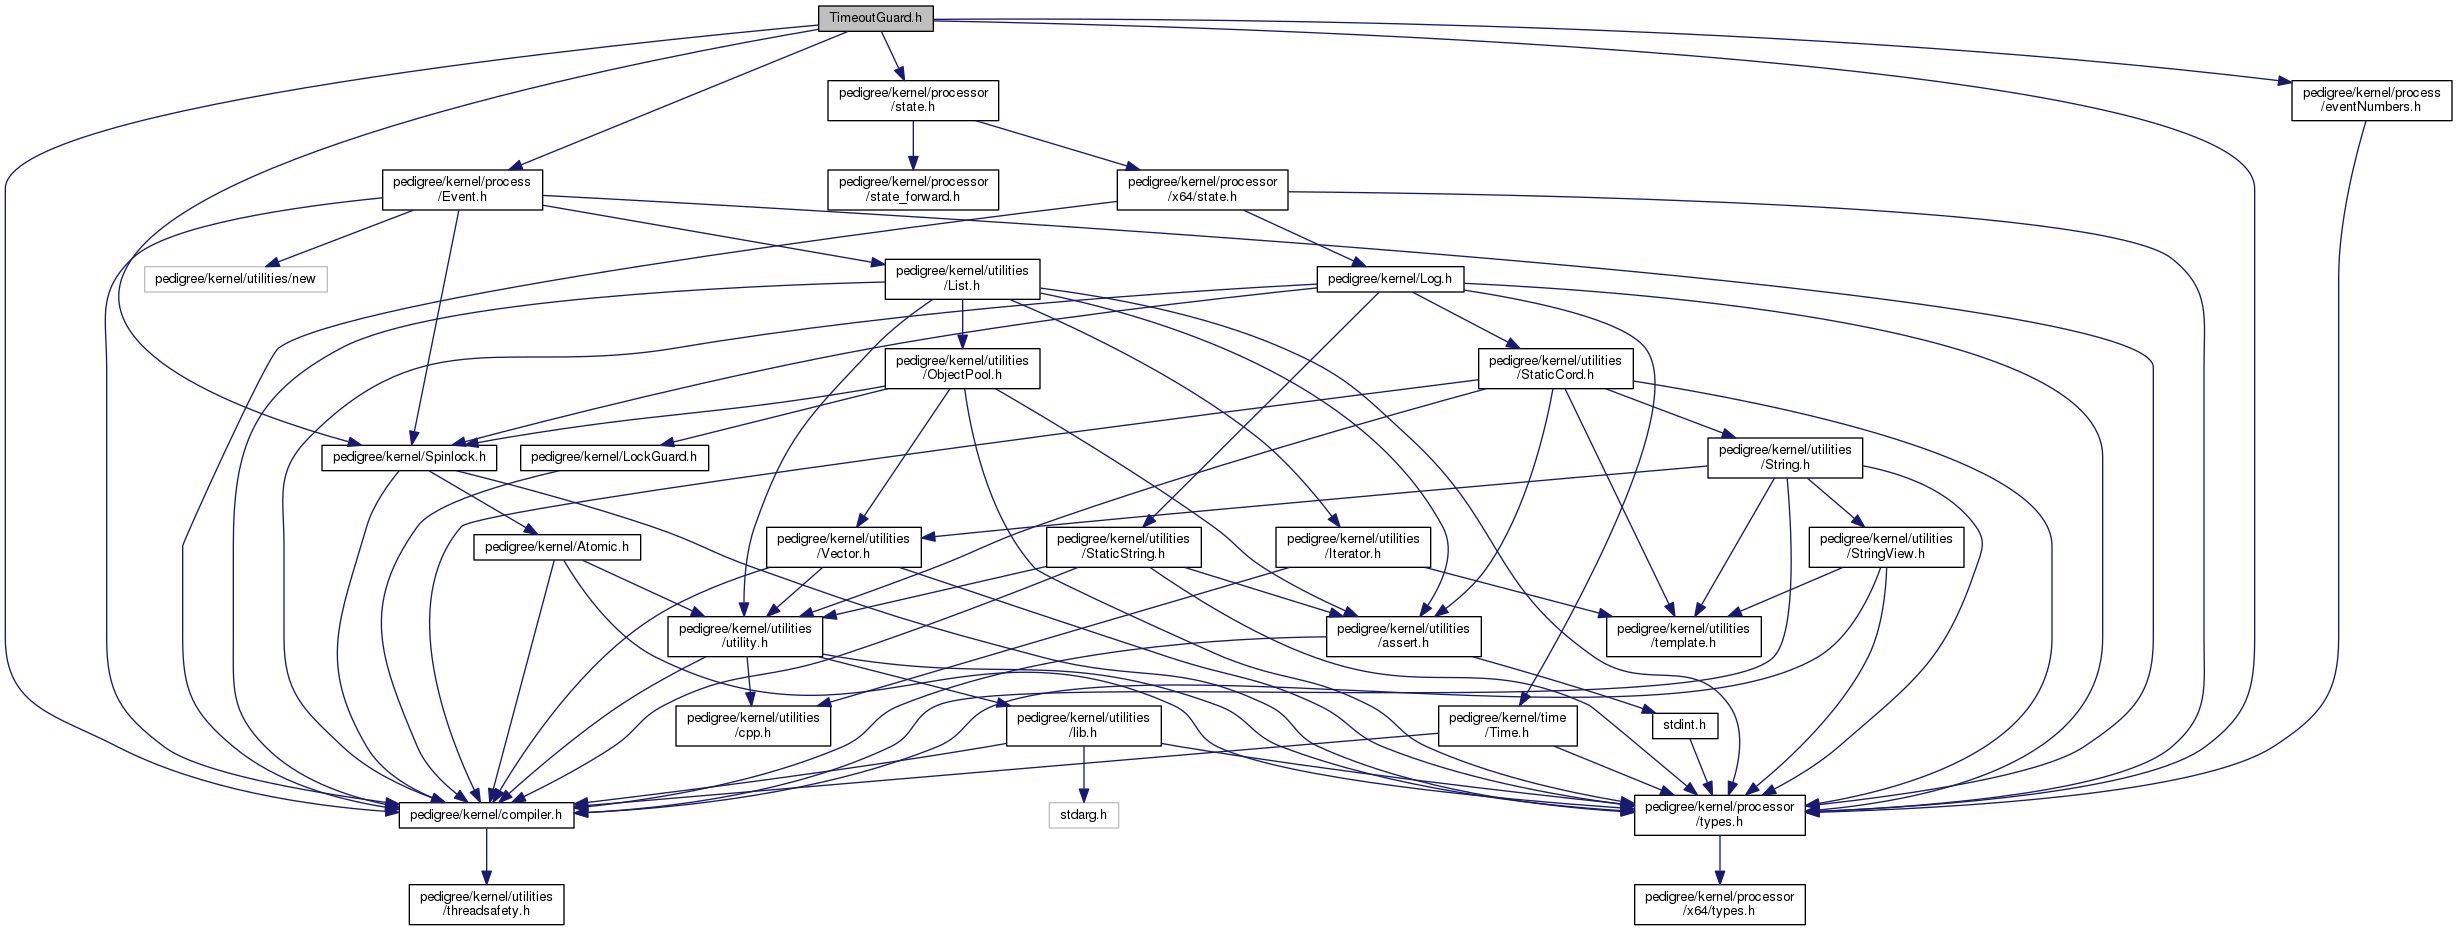 TimeoutGuard.h
pedigree/kernel/processor
/state.h
pedigree/kernel/process
/eventNumbers.h
pedigree/kernel/process
/Event.h
pedigree/kernel/processor
/state_forward.h
pedigree/kernel/processor
/x64/state.h
pedigree/kernel/utilities/new
pedigree/kernel/utilities
/List.h
pedigree/kernel/Log.h
pedigree/kernel/utilities
/ObjectPool.h
pedigree/kernel/utilities
/StaticCord.h
pedigree/kernel/Spinlock.h
pedigree/kernel/LockGuard.h
pedigree/kernel/utilities
/String.h
pedigree/kernel/Atomic.h
pedigree/kernel/utilities
/Vector.h
pedigree/kernel/utilities
/StaticString.h
pedigree/kernel/utilities
/Iterator.h
pedigree/kernel/utilities
/StringView.h
pedigree/kernel/utilities
/utility.h
pedigree/kernel/utilities
/assert.h
pedigree/kernel/utilities
/template.h
pedigree/kernel/utilities
/cpp.h
pedigree/kernel/utilities
/lib.h
pedigree/kernel/time
/Time.h
stdint.h
pedigree/kernel/compiler.h
stdarg.h
pedigree/kernel/processor
/types.h
pedigree/kernel/utilities
/threadsafety.h
pedigree/kernel/processor
/x64/types.h